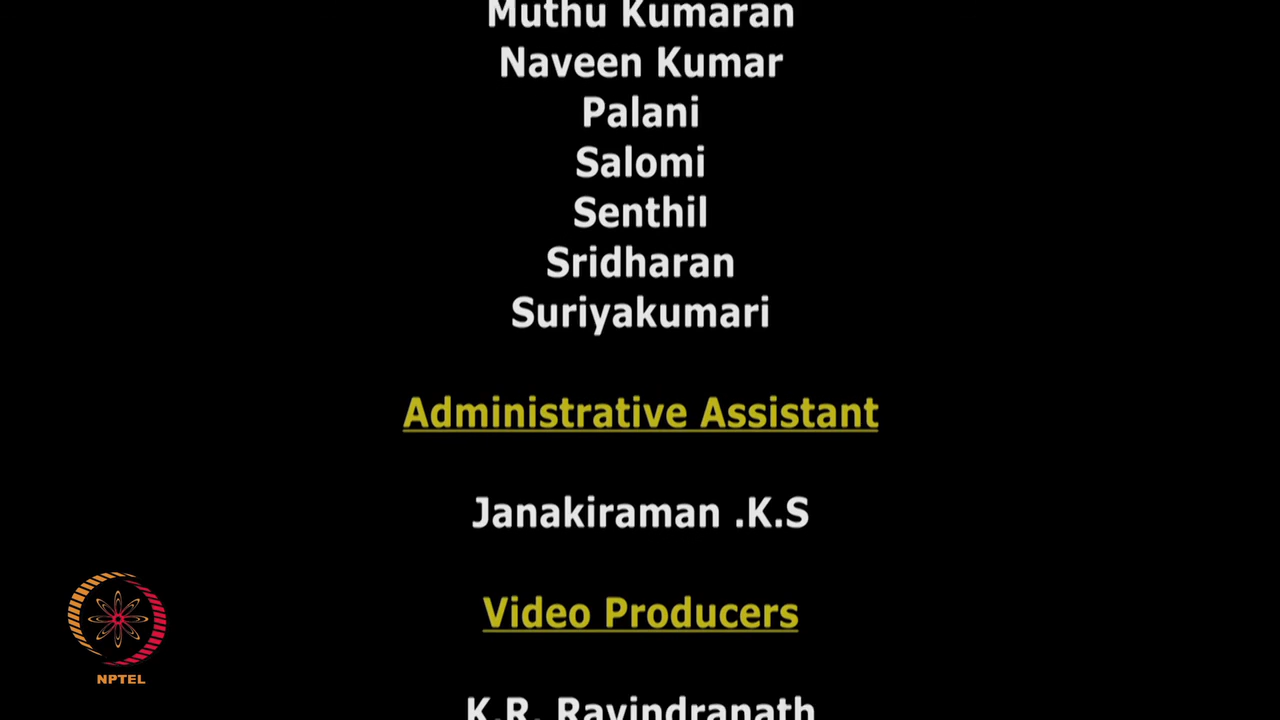 Muthu Kumaran
Naveen Kumar
Palani
Salomi
Senthil
Sridharan
Suriyakumari
Administrative Assistant
Janakiraman .K.S
Video Producers
K.R. Ravindranath
NPTEL